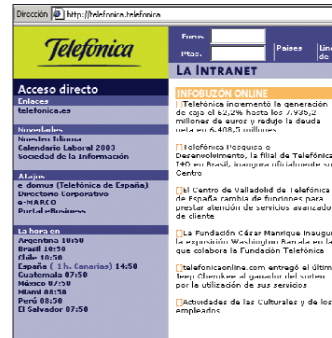 Dirección http://telefonica.telefonica
Telefónica
Euros
Ptas.
Países
LA INTRANET
Acceso directo
Enlaces
telefonica.es
Novedades
Nuestro Idioma
Calendario Laboral 2003
Sociedad de la Información
Atajos
e-domus (Telefónica de España)
Directorio Corporativo
e-MARCO
Portal e-Business
La hora en
Argentina 10:50
Brasil 10:50
Chile 10:50
España ( 1h. Canarias) 14:50
Guatemala 07:50
México 07:50
Miami 08:50
Perú 08:50
El Salvador 07:50
INFOBUZÓN ONLINE
Telefónica incrementó la generación
de caja el 62,2% hasta los 7.935,2
millones de euros y redujo la deuda
neta en 6.408,5 millones
Telefónica Pesquisa e
Desenvolvimento, la filial de Telefónica
I+D en Brasil, inaugura oficialmente su
Centro
El Centro de Valladolid de Telefónica
de España cambia de funciones para
prestar atención de servicios avanzado
de cliente
La Fundación César Manrique inaugur
la exposición Washington Barcala en la
que colabora la Fundación Telefónica
telefonicaonline.com entregó el últim
Jeep Cherokee al ganador del sorteo
por la utilización de sus servicios
Actividades de las Culturales y de los
empleados